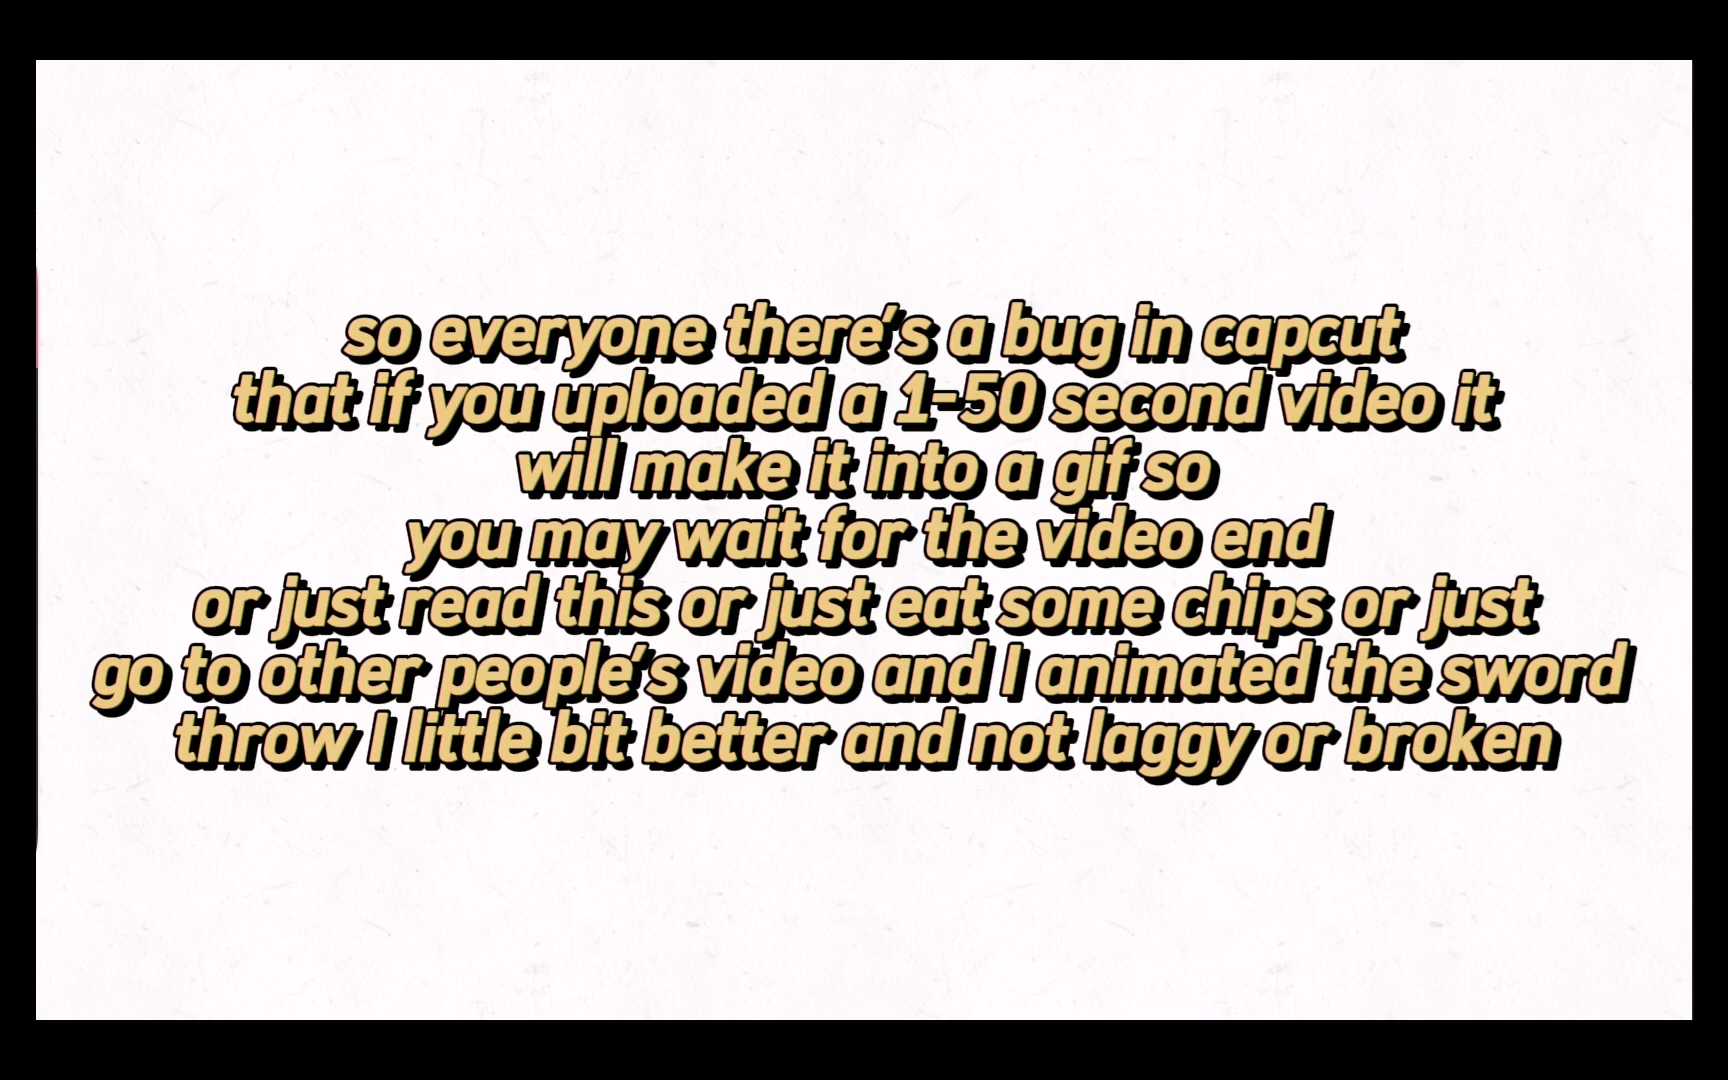 so everyone there's a bug in capcut
that if you uploaded a 1-50 second video it
will make it into a gif so
you may wait for the video end
or just read this or just eat some chips or just
go to other people's video and I animated the sword
throw I little bit better and not laggy or broken